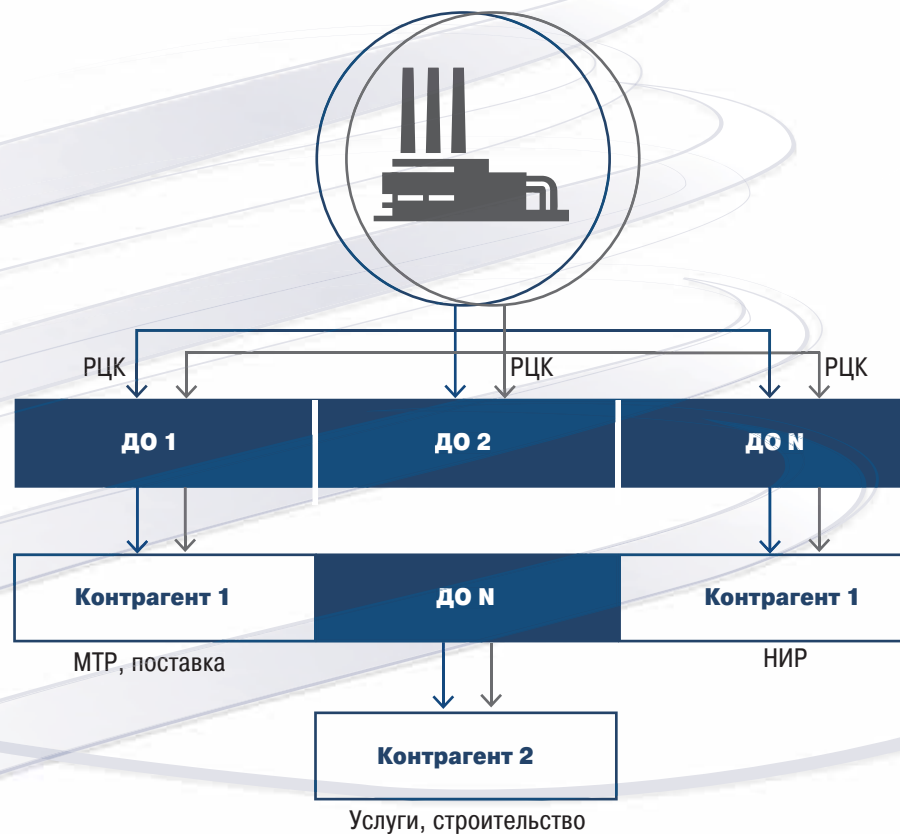 РЦК
РЦК
РЦК
ДО 1
ДО 2
ДО N
Контрагент 1
ДО N
Контрагент 1
МТР, поставка
НИР
Контрагент 2
Услуги, строительство